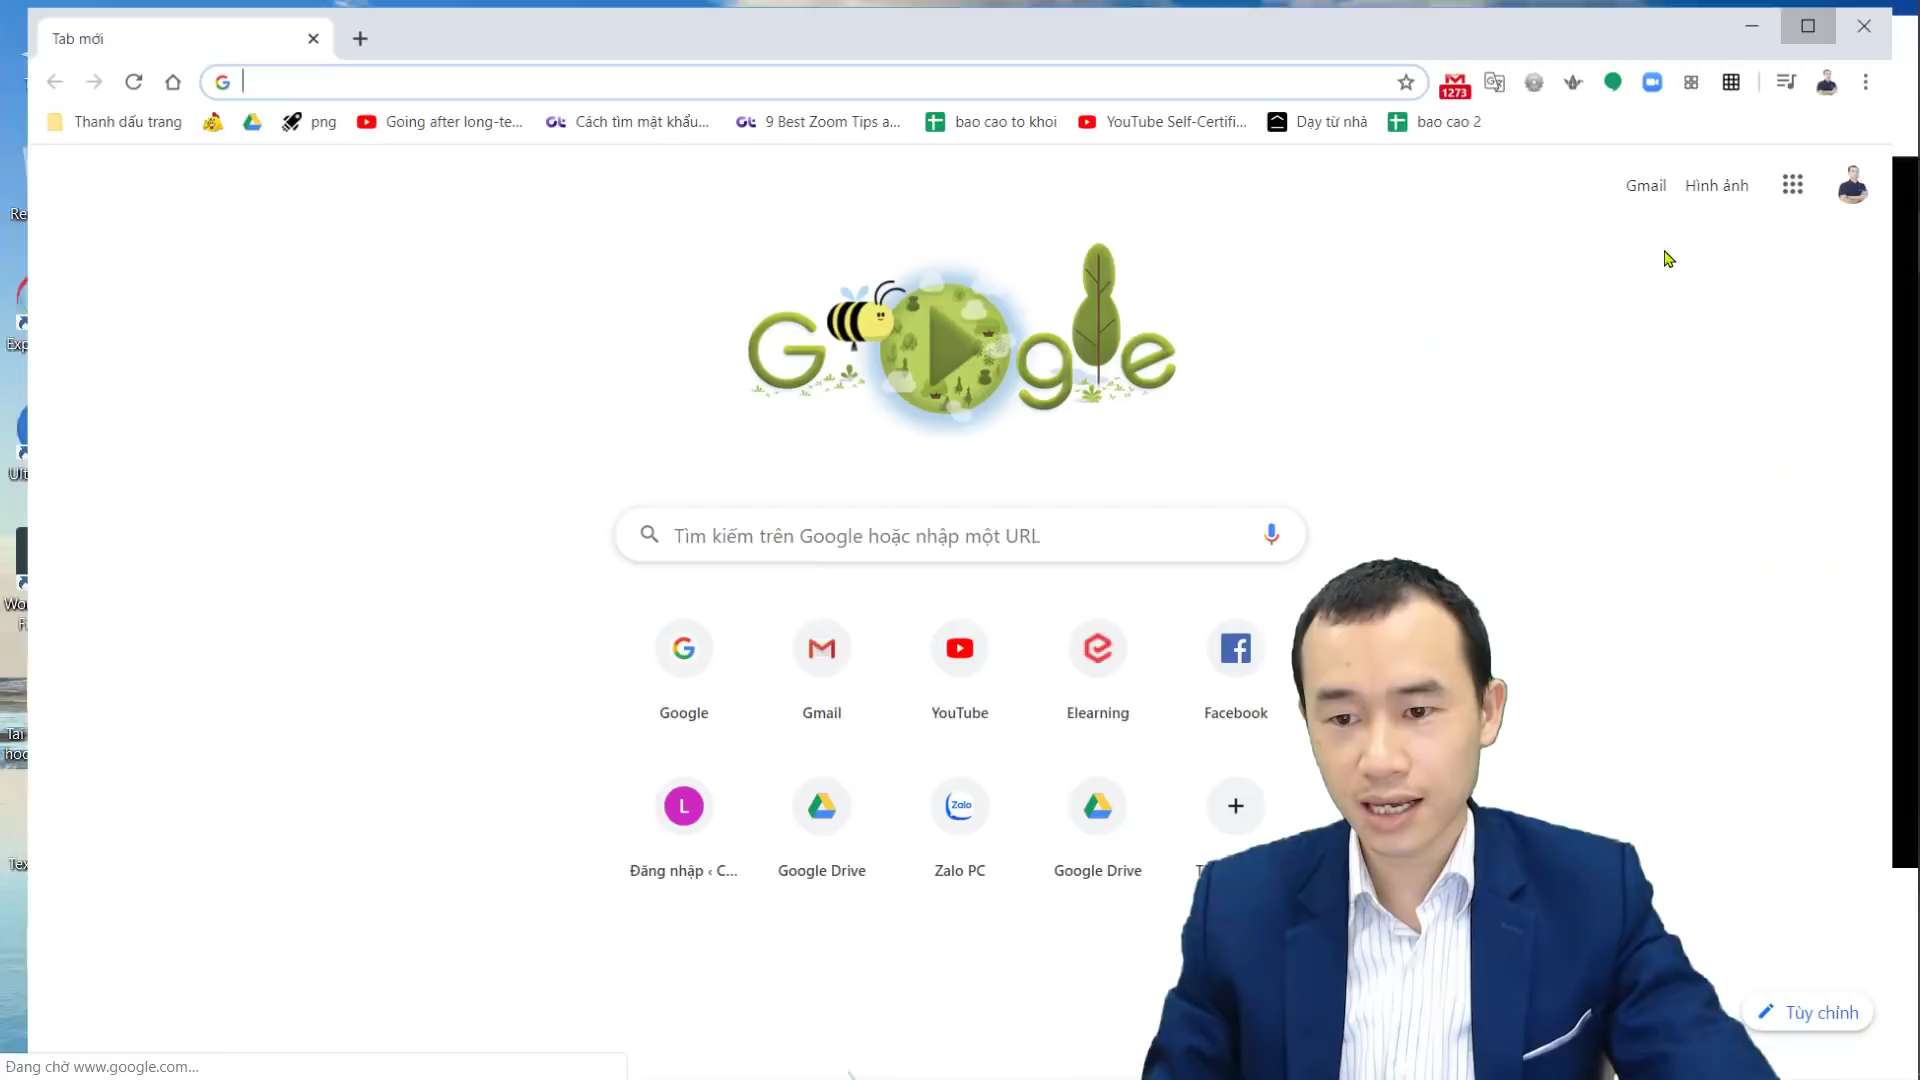 Tab mới
1273
Thanh dấu trang
png
Going after long-te...
Cách tìm mật khẩu...
9 Best Zoom Tips a...
bao cao to khoi
YouTube Self-Certifi...
Dạy từ nhà
bao cao 2
Gmail
Hình ảnh
Google
Tìm kiếm trên Google hoặc nhập một URL
Google
Gmail
YouTube
Elearning
Facebook
L
Zalo
Đăng nhập ‹ C...
Google Drive
Zalo PC
Google Drive
Tùy chỉnh
Đang chờ www.google.com...